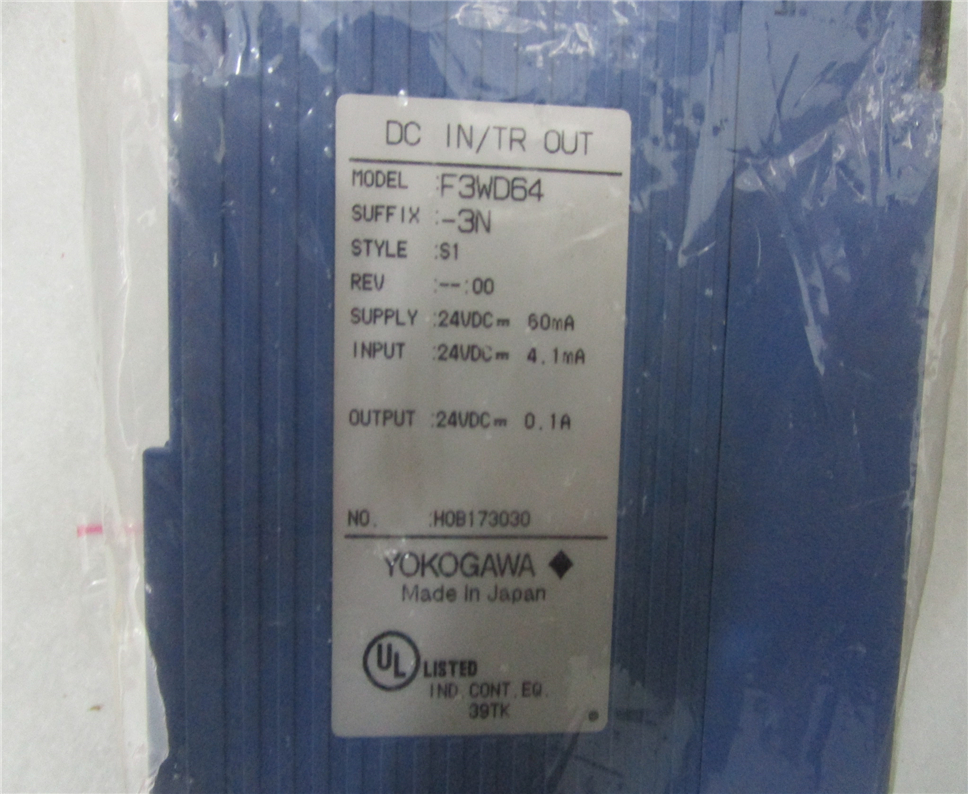 DC IN/TR OUT
MODEL :F3WD64
SUFFIX :-3N
STYLE :S1
REV :--:00
SUPPLY :24VDC⎓ 60mA
INPUT :24VDC⎓ 4.1mA
OUTPUT :24VDC⎓ 0.1A
NO. :H0B173030
YOKOGAWA ◆
Made in Japan
UL LISTED
IND.CONT.EQ.
39TK